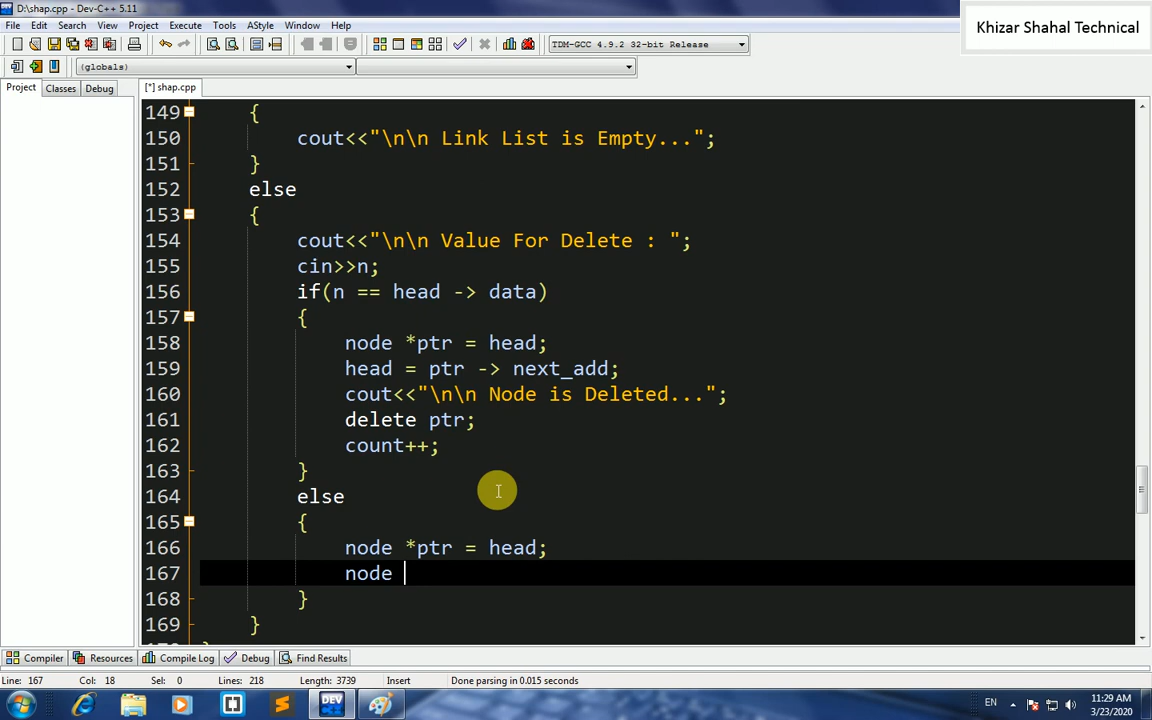 D:\shap.cpp - Dev-C++ 5.11
Khizar Shahal Technical
File Edit Search View Project Execute Tools AStyle Window Help
TDM-GCC 4.9.2 32-bit Release
(globals)
Project Classes Debug
[*] shap.cpp
149 {
150 cout<<"\n\n Link List is Empty...";
151 }
152 else
153 {
154 cout<<"\n\n Value For Delete : ";
155 cin>>n;
156 if(n == head -> data)
157 {
158 node *ptr = head;
159 head = ptr -> next_add;
160 cout<<"\n\n Node is Deleted...";
161 delete ptr;
162 count++;
163 }
164 else
165 {
166 node *ptr = head;
167 node
168 }
169 }
Compiler Resources Compile Log Debug Find Results
Line: 167 Col: 18 Sel: 0 Lines: 218 Length: 3739 Insert Done parsing in 0.015 seconds
DEV
EN
11:29 AM
3/23/2020